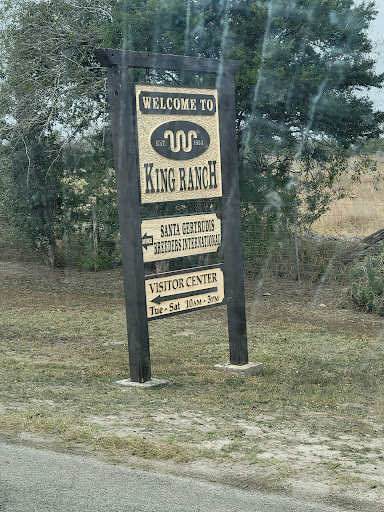 WELCOME TO
EST. 1853
KING RANCH
SANTA GERTRUDIS
BREEDERS INTERNATIONAL
VISITOR CENTER
TUE - SAT 10AM - 3PM